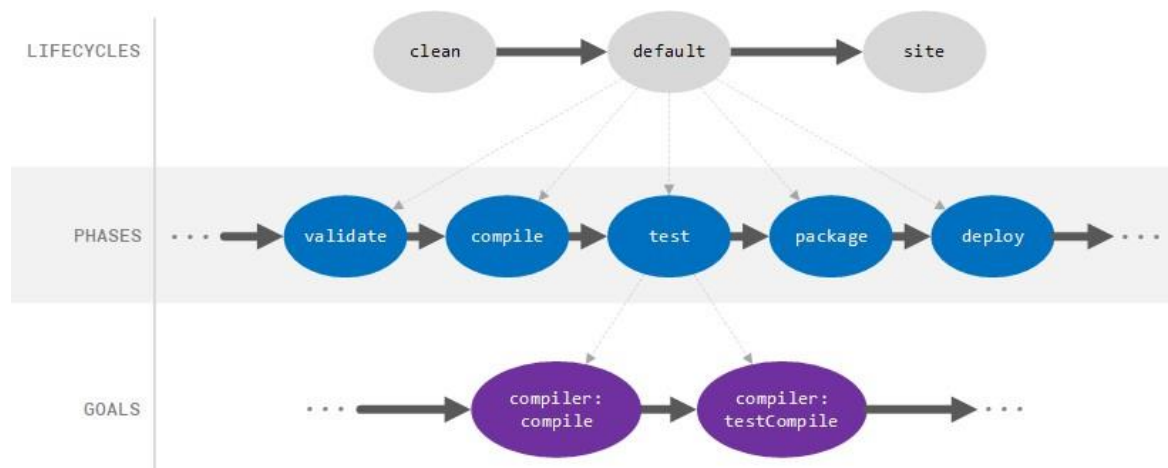 LIFECYCLES
clean
default
site
PHASES
...
validate
compile
test
package
deploy
...
GOALS
...
compiler:
compile
compiler:
testCompile
...